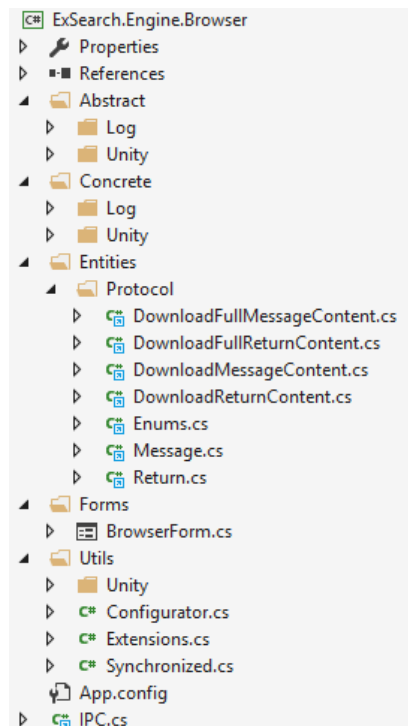 C# ExSearch.Engine.Browser
Properties
References
Abstract
Log
Unity
Concrete
Log
Unity
Entities
Protocol
C# DownloadFullMessageContent.cs
C# DownloadFullReturnContent.cs
C# DownloadMessageContent.cs
C# DownloadReturnContent.cs
C# Enums.cs
C# Message.cs
C# Return.cs
Forms
BrowserForm.cs
Utils
Unity
C# Configurator.cs
C# Extensions.cs
C# Synchronized.cs
App.config
C# IPC.cs